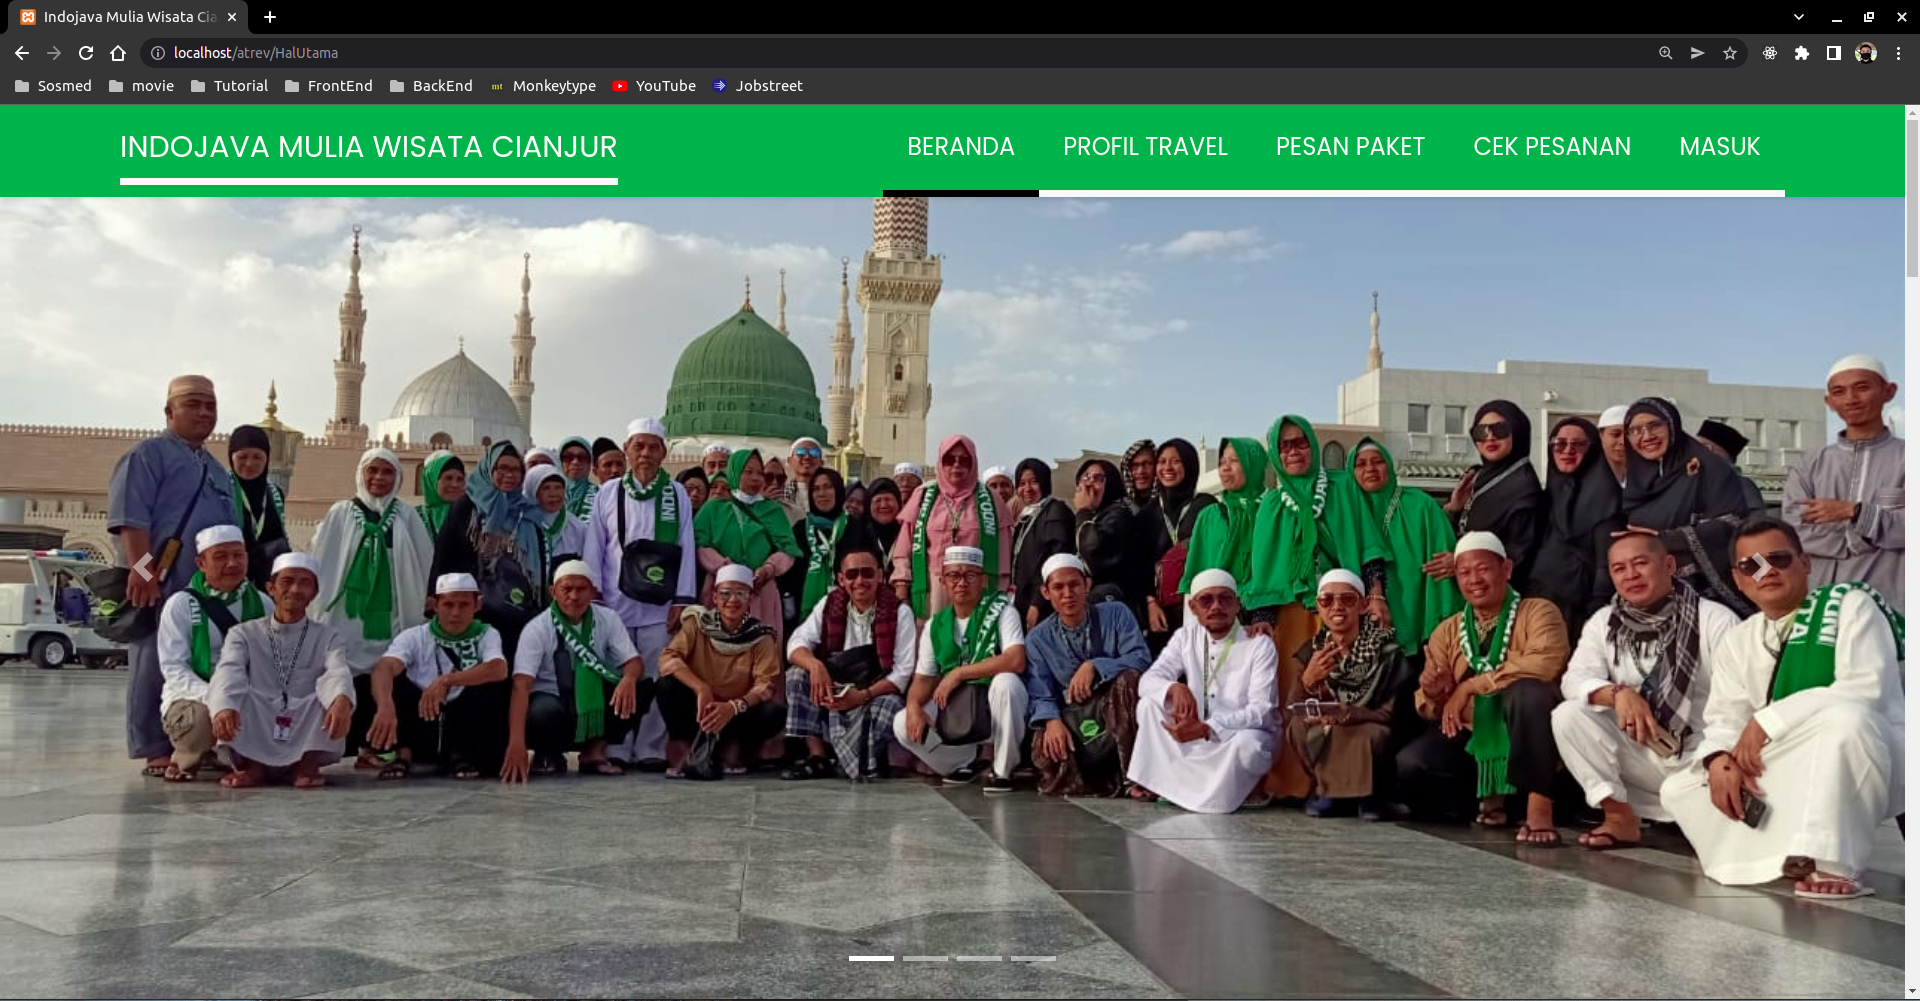 Indojava Mulia Wisata Cia
localhost/atrev/HalUtama
Sosmed movie Tutorial FrontEnd BackEnd mt Monkeytype YouTube Jobstreet
INDOJAVA MULIA WISATA CIANJUR BERANDA PROFIL TRAVEL PESAN PAKET CEK PESANAN MASUK